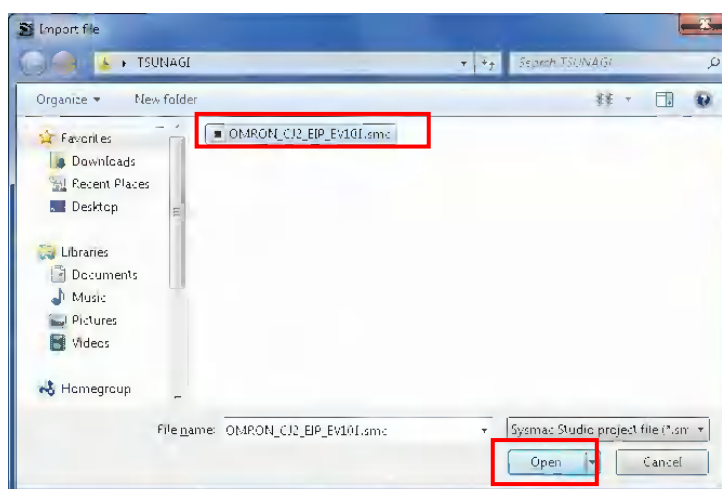 Import file
TSUNAGI
Search TSUNAGI
Organize
New folder
Favorites
Downloads
Recent Places
Desktop
Libraries
Documents
Music
Pictures
Videos
Homegroup
OMRON_CJ2_EIP_EV101.smc
File name: OMRON_CJ2_EIP_EV101.smc
Sysmac Studio project file (*.sm
Open
Cancel